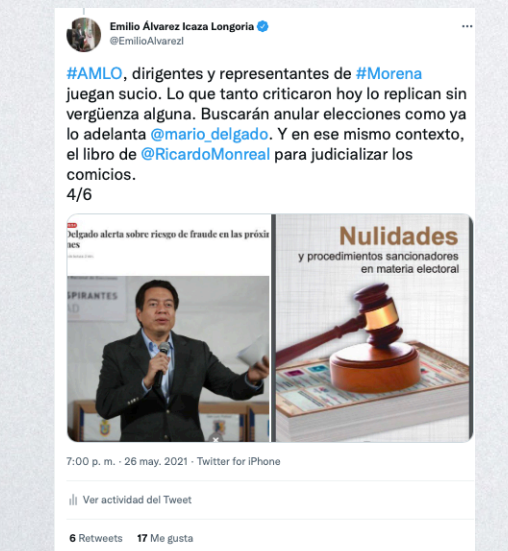 Emilio Álvarez Icaza Longoria
@EmilioAlvarezI
#AMLO, dirigentes y representantes de #Morena
juegan sucio. Lo que tanto criticaron hoy lo replican sin
vergüenza alguna. Buscarán anular elecciones como ya
lo adelanta @mario_delgado. Y en ese mismo contexto,
el libro de @RicardoMonreal para judicializar los
comicios.
4/6
Delgado alerta sobre riesgo de fraude en las próxi
nes
SPIRANTES
Nulidades
y procedimientos sancionadores
en materia electoral
7:00 p. m. · 26 may. 2021 · Twitter for iPhone
Ver actividad del Tweet
6 Retweets 17 Me gusta